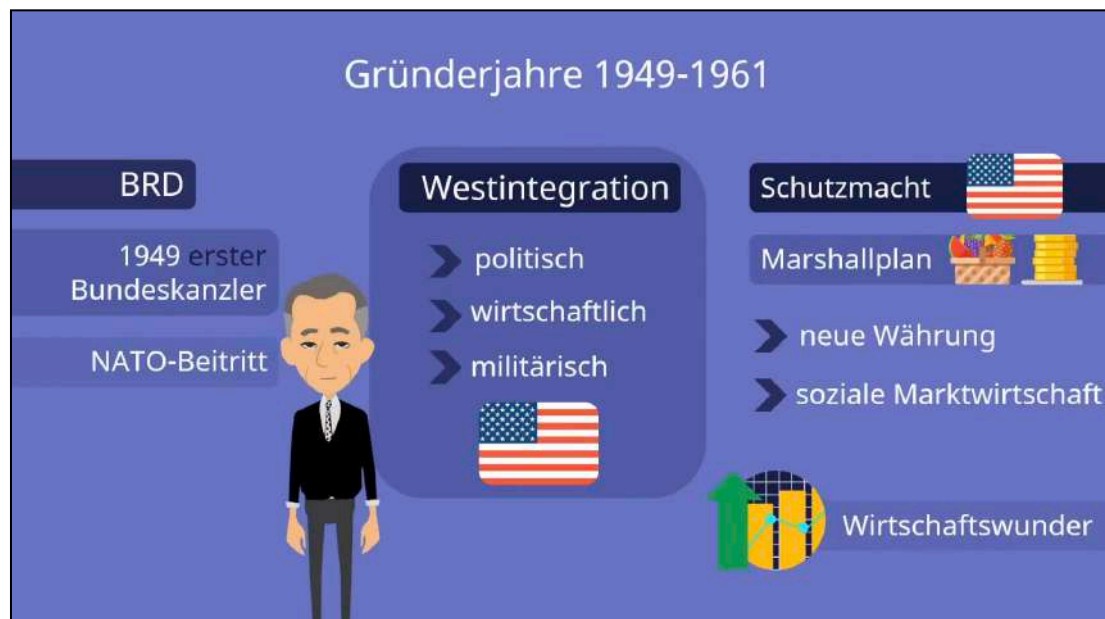 Gründerjahre 1949-1961
BRD
1949 erster
Bundeskanzler
NATO-Beitritt
Westintegration
politisch
wirtschaftlich
militärisch
Schutzmacht
Marshallplan
neue Währung
soziale Marktwirtschaft
Wirtschaftswunder